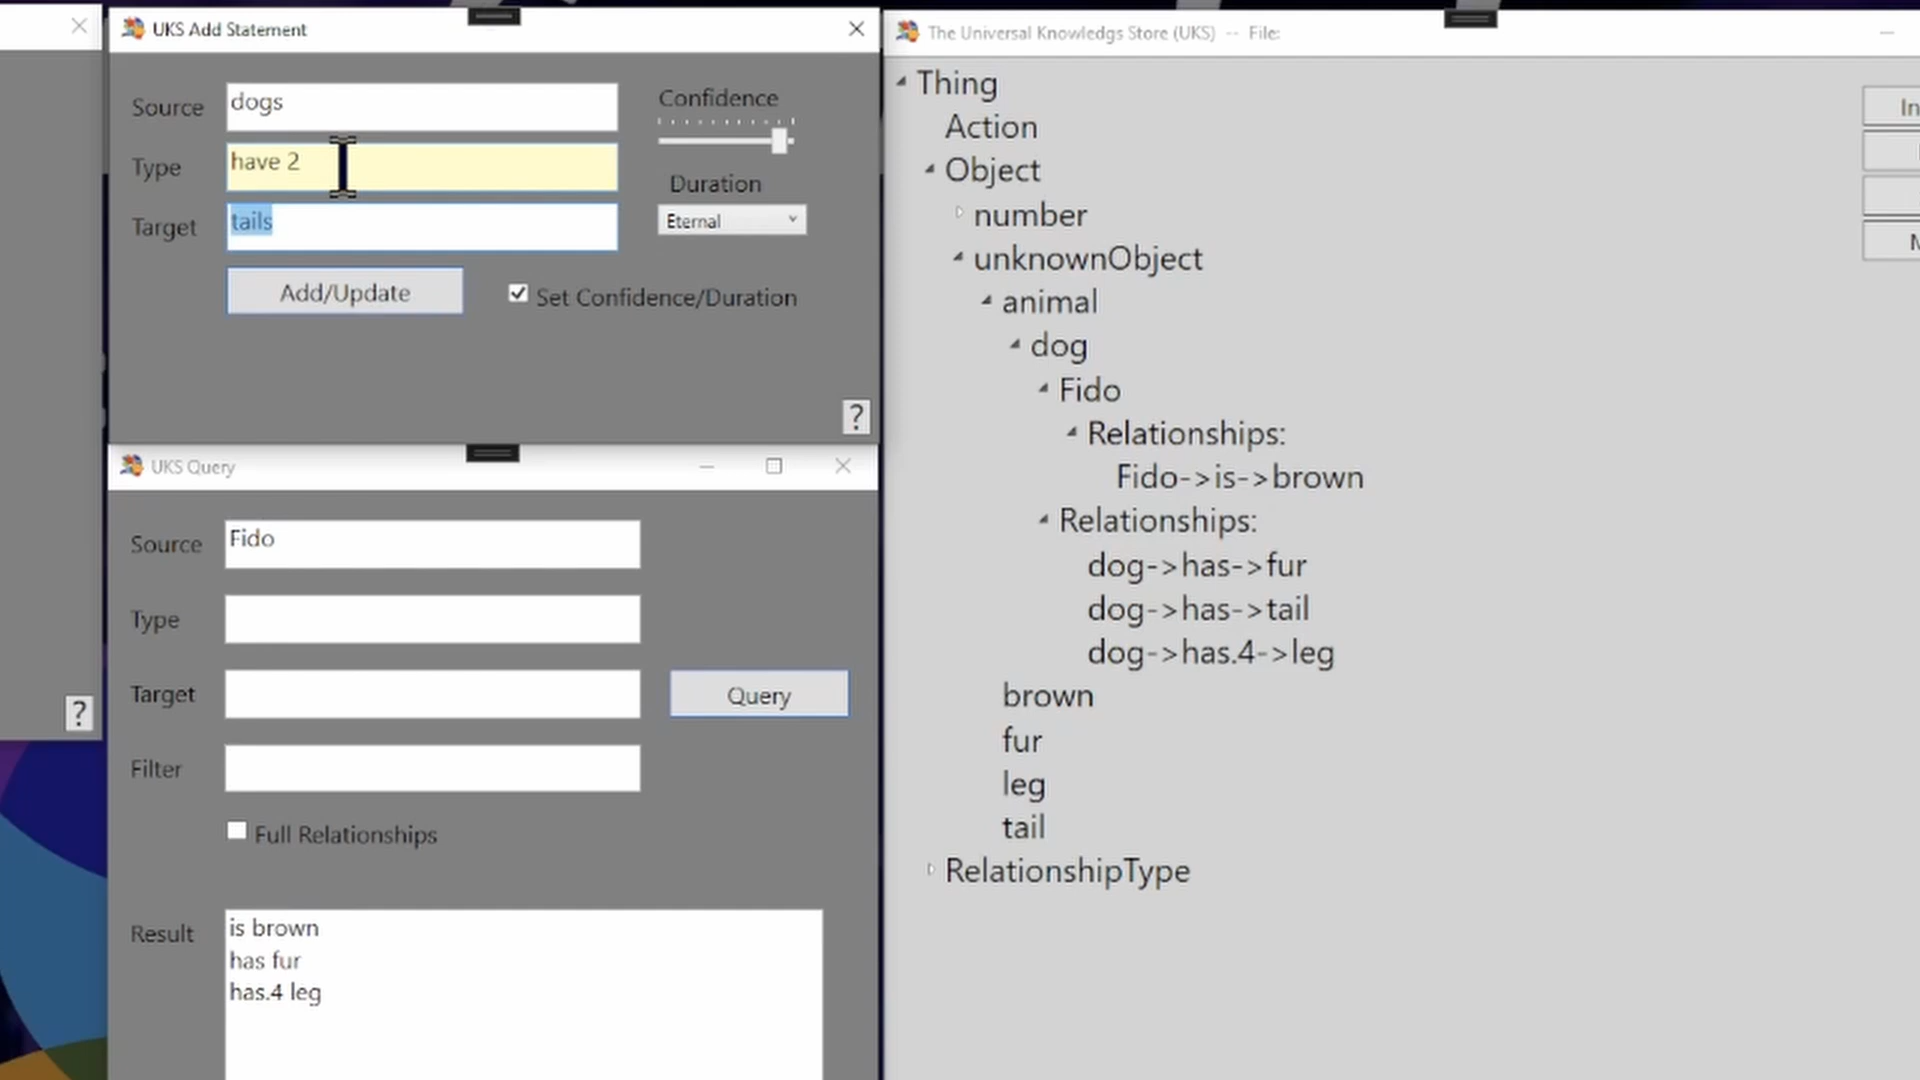 UKS Add Statement
Source
dogs
Confidence
Type
have 2
Duration
Target
tails
Eternal
Add/Update
Set Confidence/Duration
?
?
UKS Query
Source
Fido
Type
Target
Query
Filter
Full Relationships
Result
is brown
has fur
has.4 leg
The Universal Knowledgs Store (UKS) -- File:
Thing
Action
Object
number
unknownObject
animal
dog
Fido
Relationships:
Fido->is->brown
Relationships:
dog->has->fur
dog->has->tail
dog->has.4->leg
brown
fur
leg
tail
RelationshipType
In
M